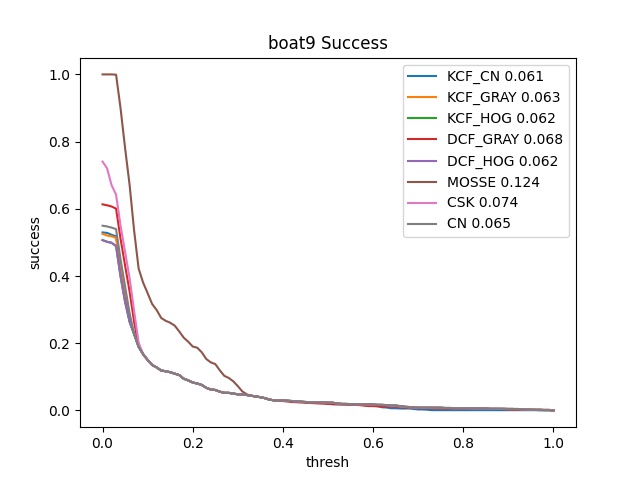 boat9 Success
success
1.0
0.8
0.6
0.4
0.2
0.0
KCF_CN 0.061
KCF_GRAY 0.063
KCF_HOG 0.062
DCF_GRAY 0.068
DCF_HOG 0.062
MOSSE 0.124
CSK 0.074
CN 0.065
0.0 0.2 0.4 0.6 0.8 1.0
thresh